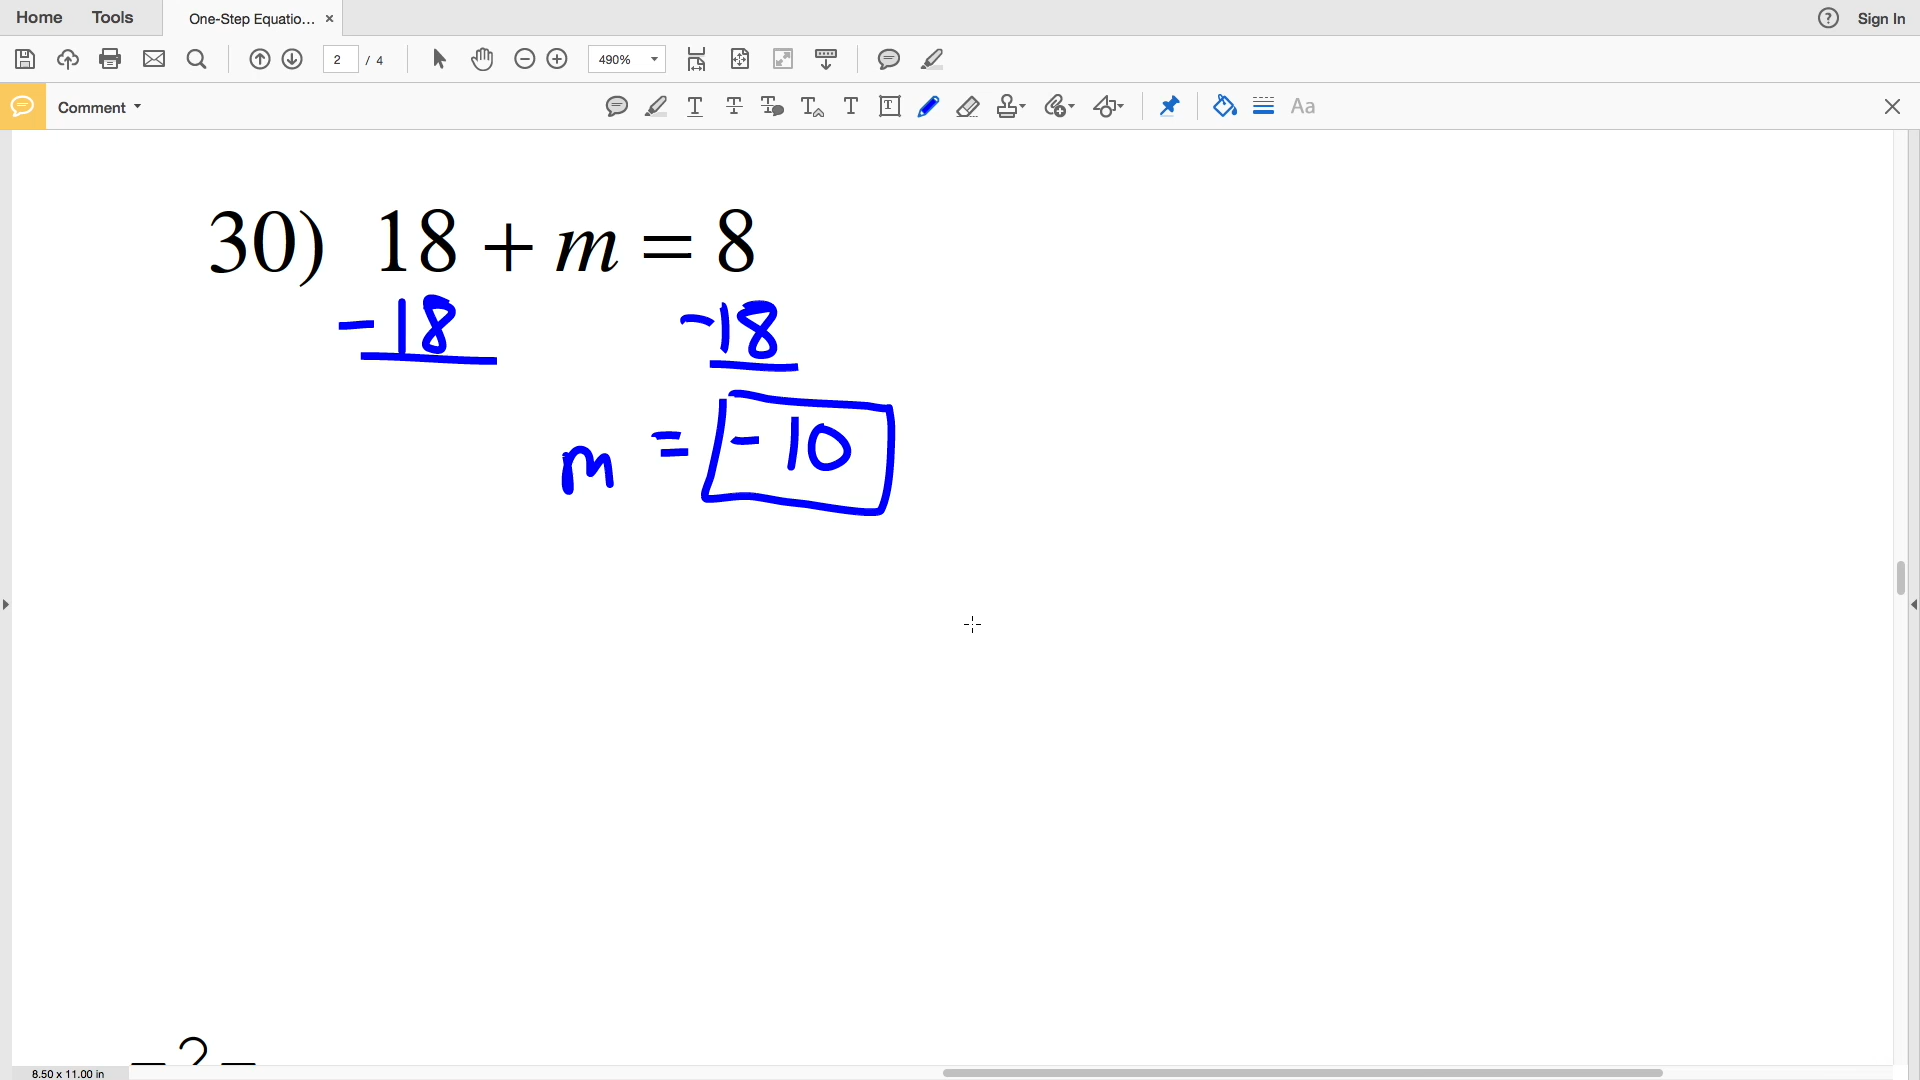 Home Tools One-Step Equatio... × ? Sign In
2 / 4 490%
Comment T T T T T T Aa
30) 18 + m = 8
-18 -18
m = -10
-2-
8.50 x 11.00 in